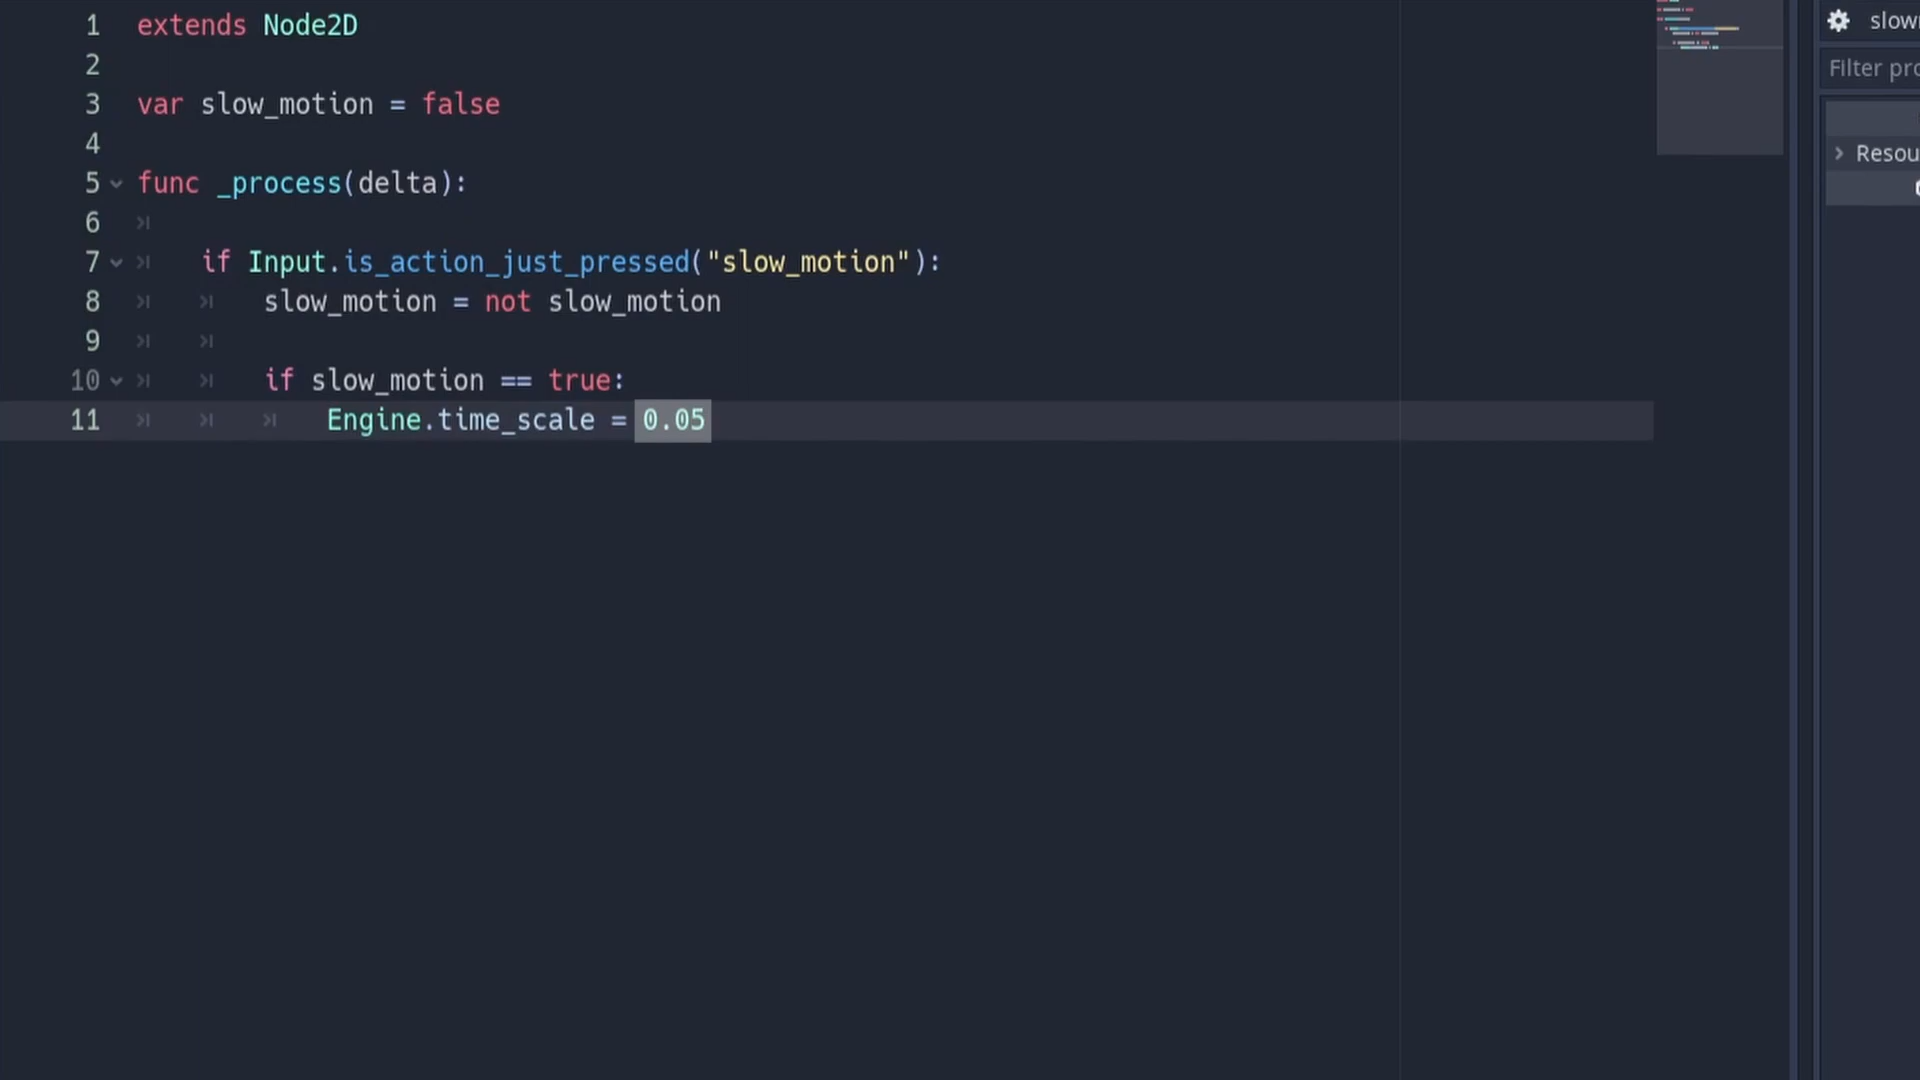 1 extends Node2D
2
3 var slow_motion = false
4
5 func _process(delta):
6
7 if Input.is_action_just_pressed("slow_motion"):
8 slow_motion = not slow_motion
9
10 if slow_motion == true:
11 Engine.time_scale = 0.05
slow
Filter pro
Resou